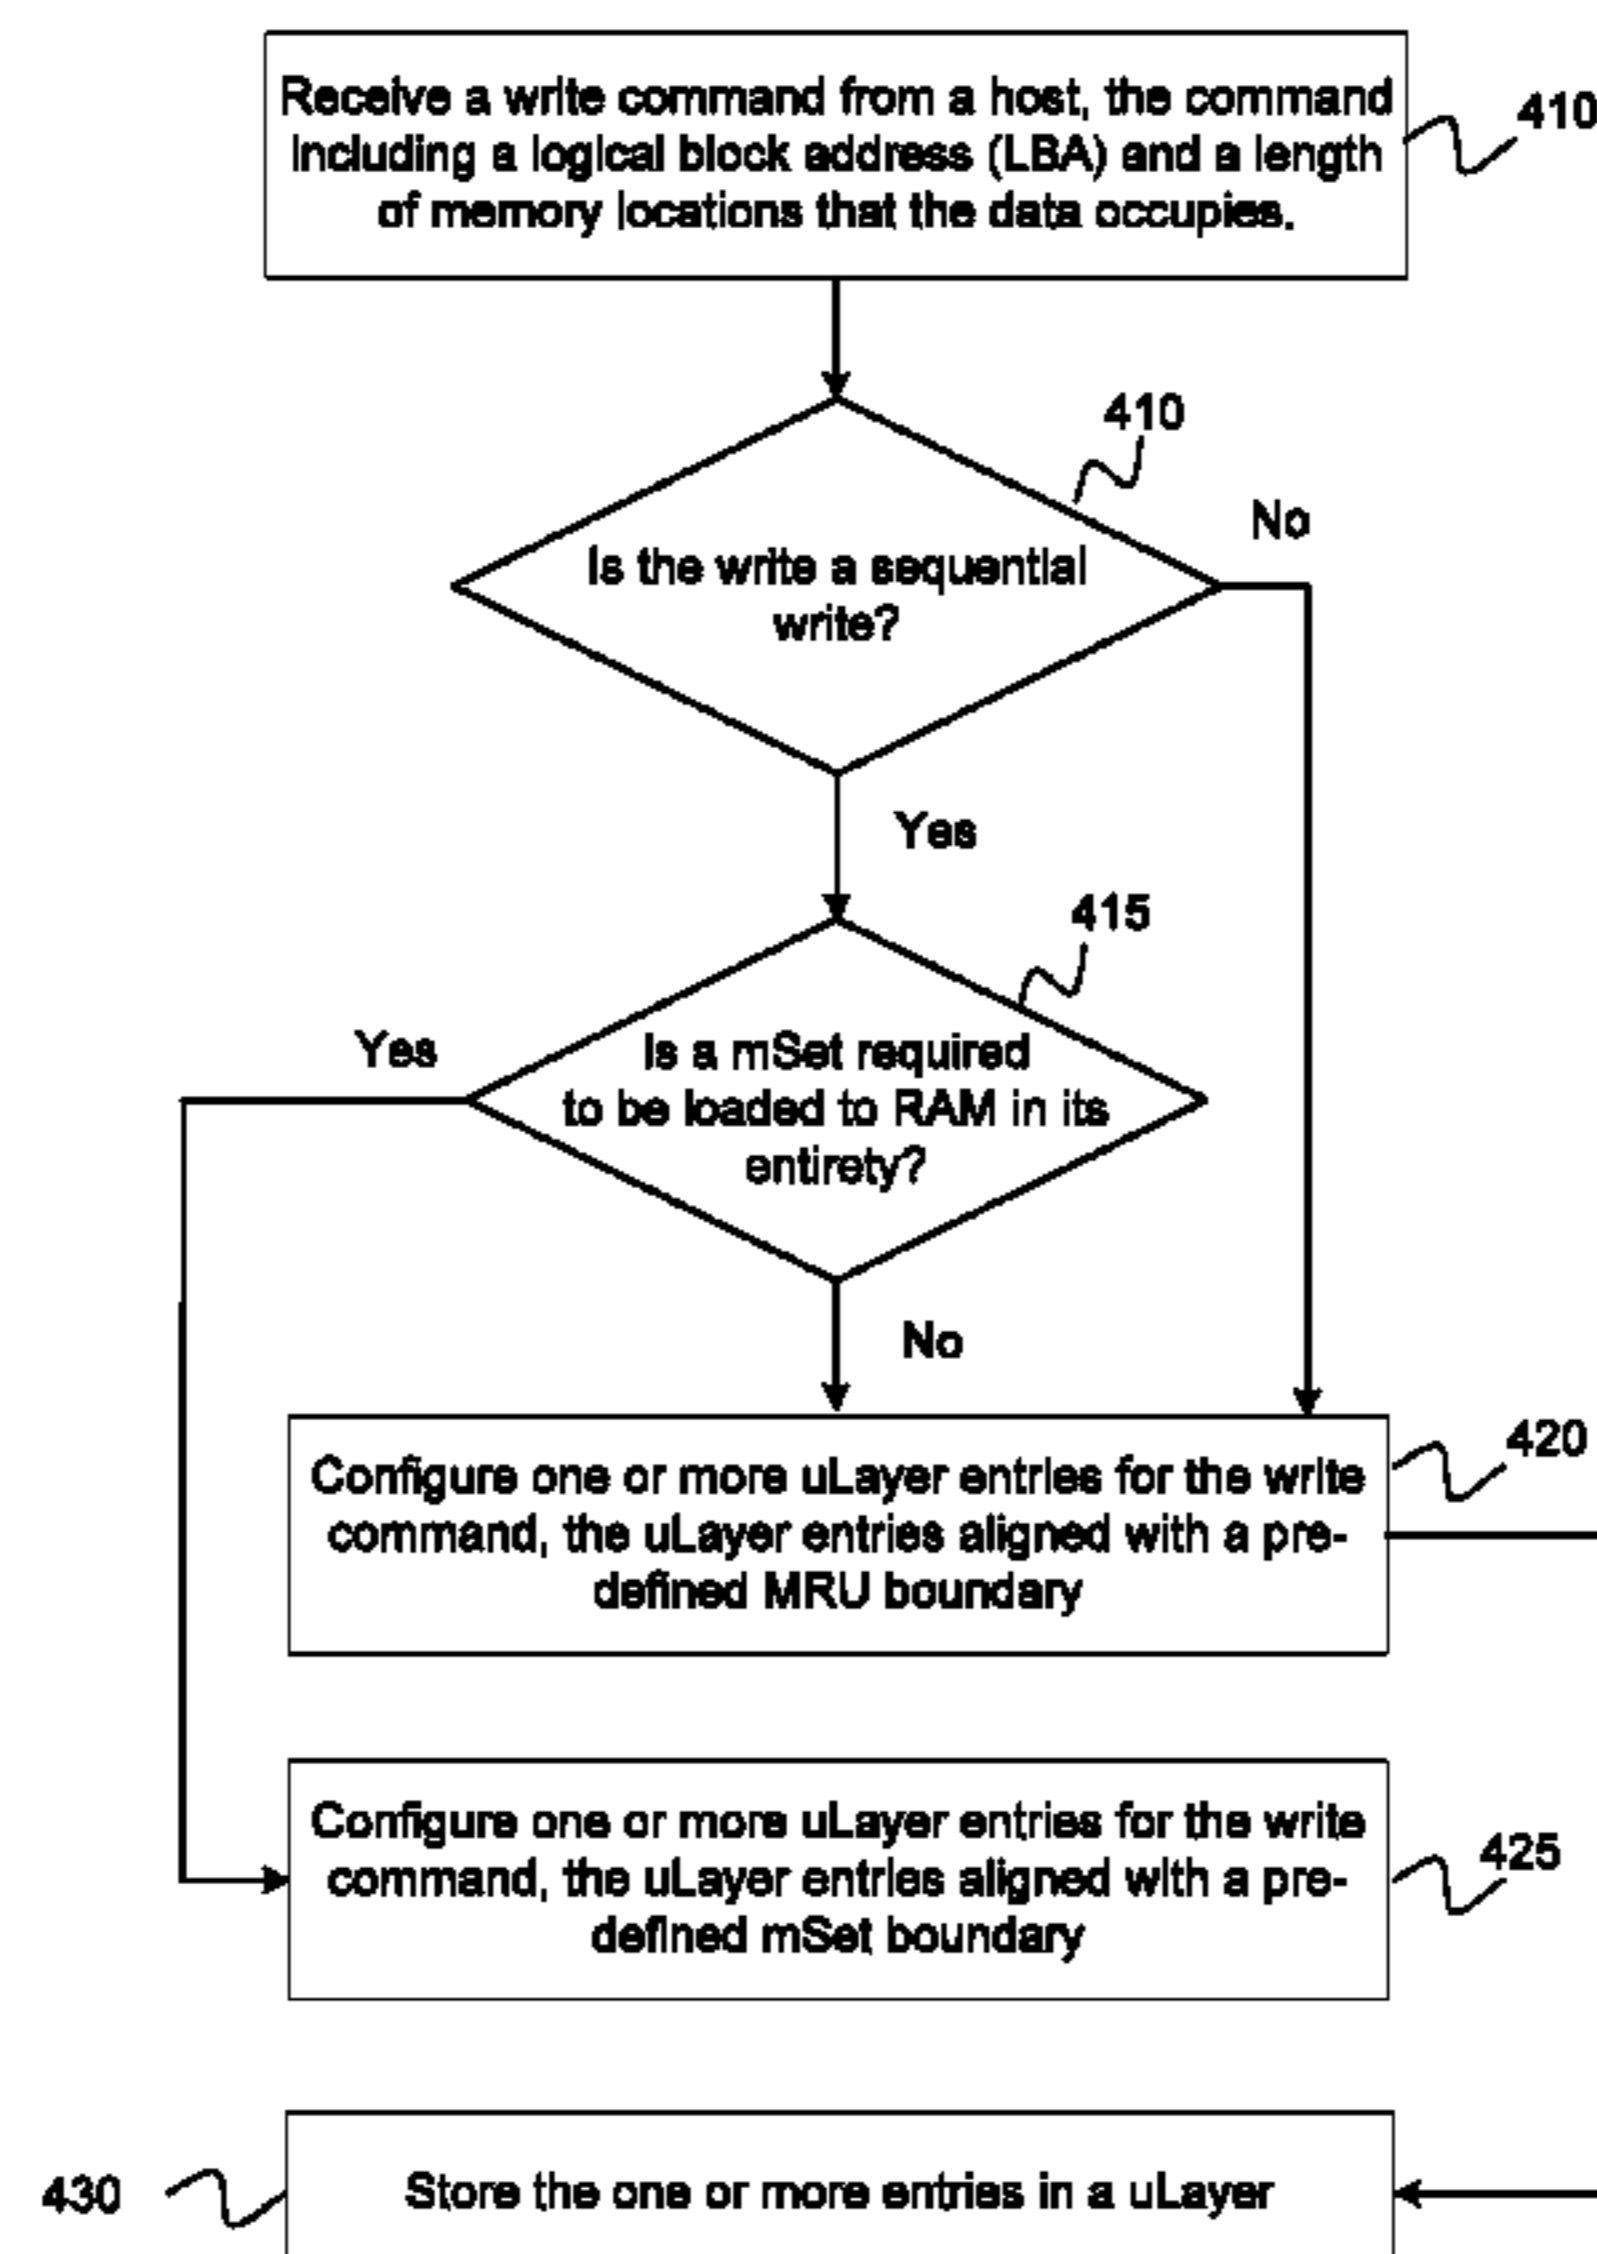 Receive a write command from a host, the command
including a logical block address (LBA) and a length
of memory locations that the data occupies.
410
410
No
Is the write a sequential
write?
Yes
415
Yes
Is a mSet required
to be loaded to RAM in its
entirety?
No
420
Configure one or more uLayer entries for the write
command, the uLayer entries aligned with a pre-
defined MRU boundary
Configure one or more uLayer entries for the write
command, the uLayer entries aligned with a pre-
defined mSet boundary
425
430
Store the one or more entries in a uLayer